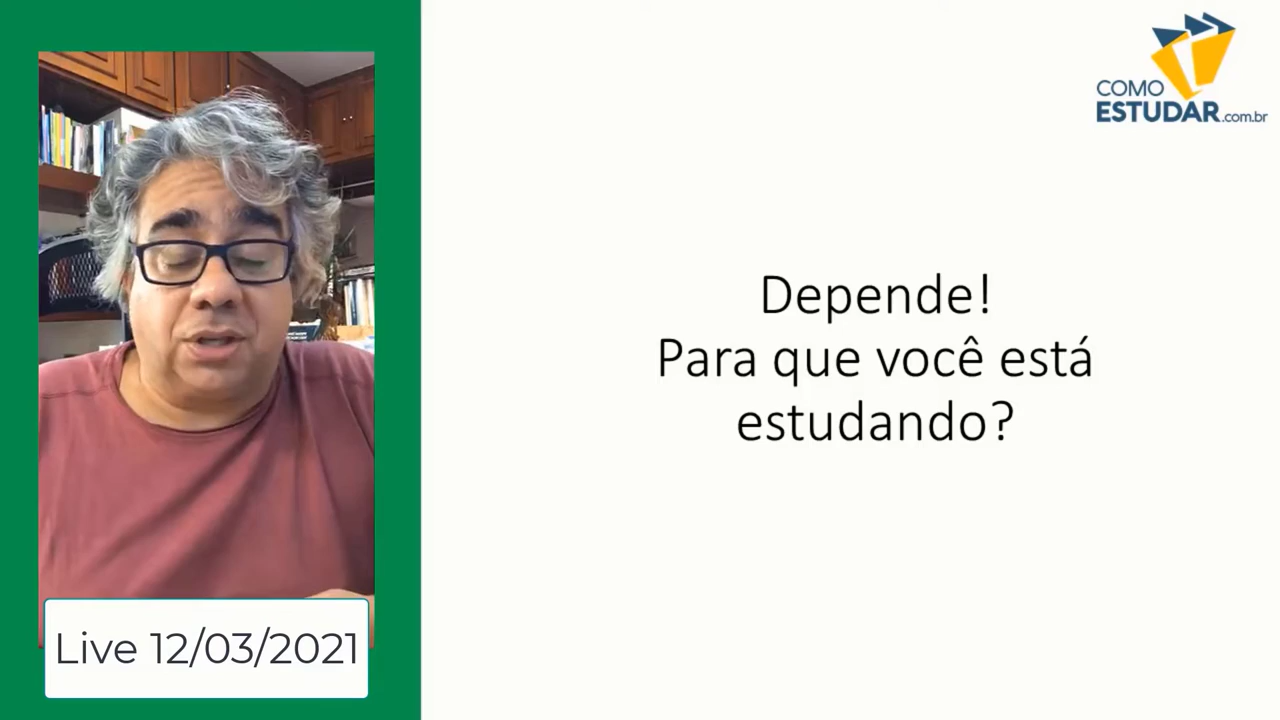 COMO
ESTUDAR.com.br
Depende!
Para que você está
estudando?
Live 12/03/2021